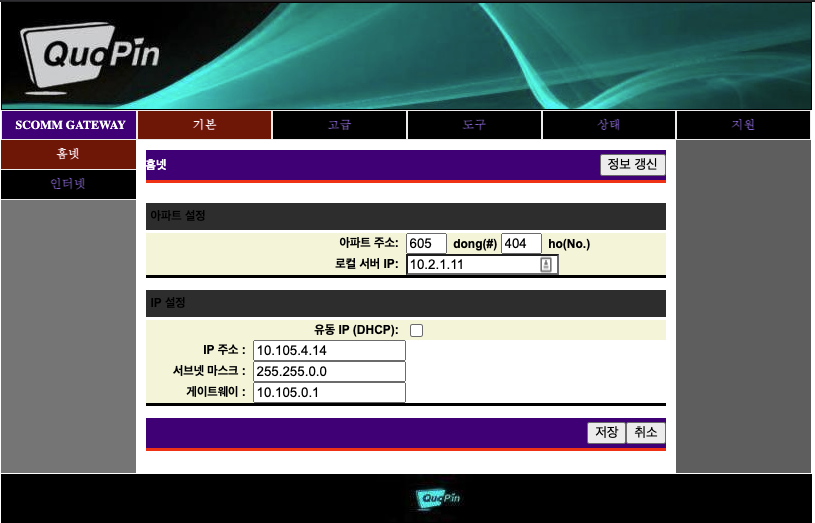 QuoPin
SCOMM GATEWAY 기본 고급 도구 상태 지원
홈넷
인터넷
홈넷 정보 갱신
아파트 설정
아파트 주소: 605 dong(#) 404 ho(No.)
로컬 서버 IP: 10.2.1.11
IP 설정
유동 IP (DHCP):
IP 주소 : 10.105.4.14
서브넷 마스크 : 255.255.0.0
게이트웨이 : 10.105.0.1
저장 취소
QuoPin